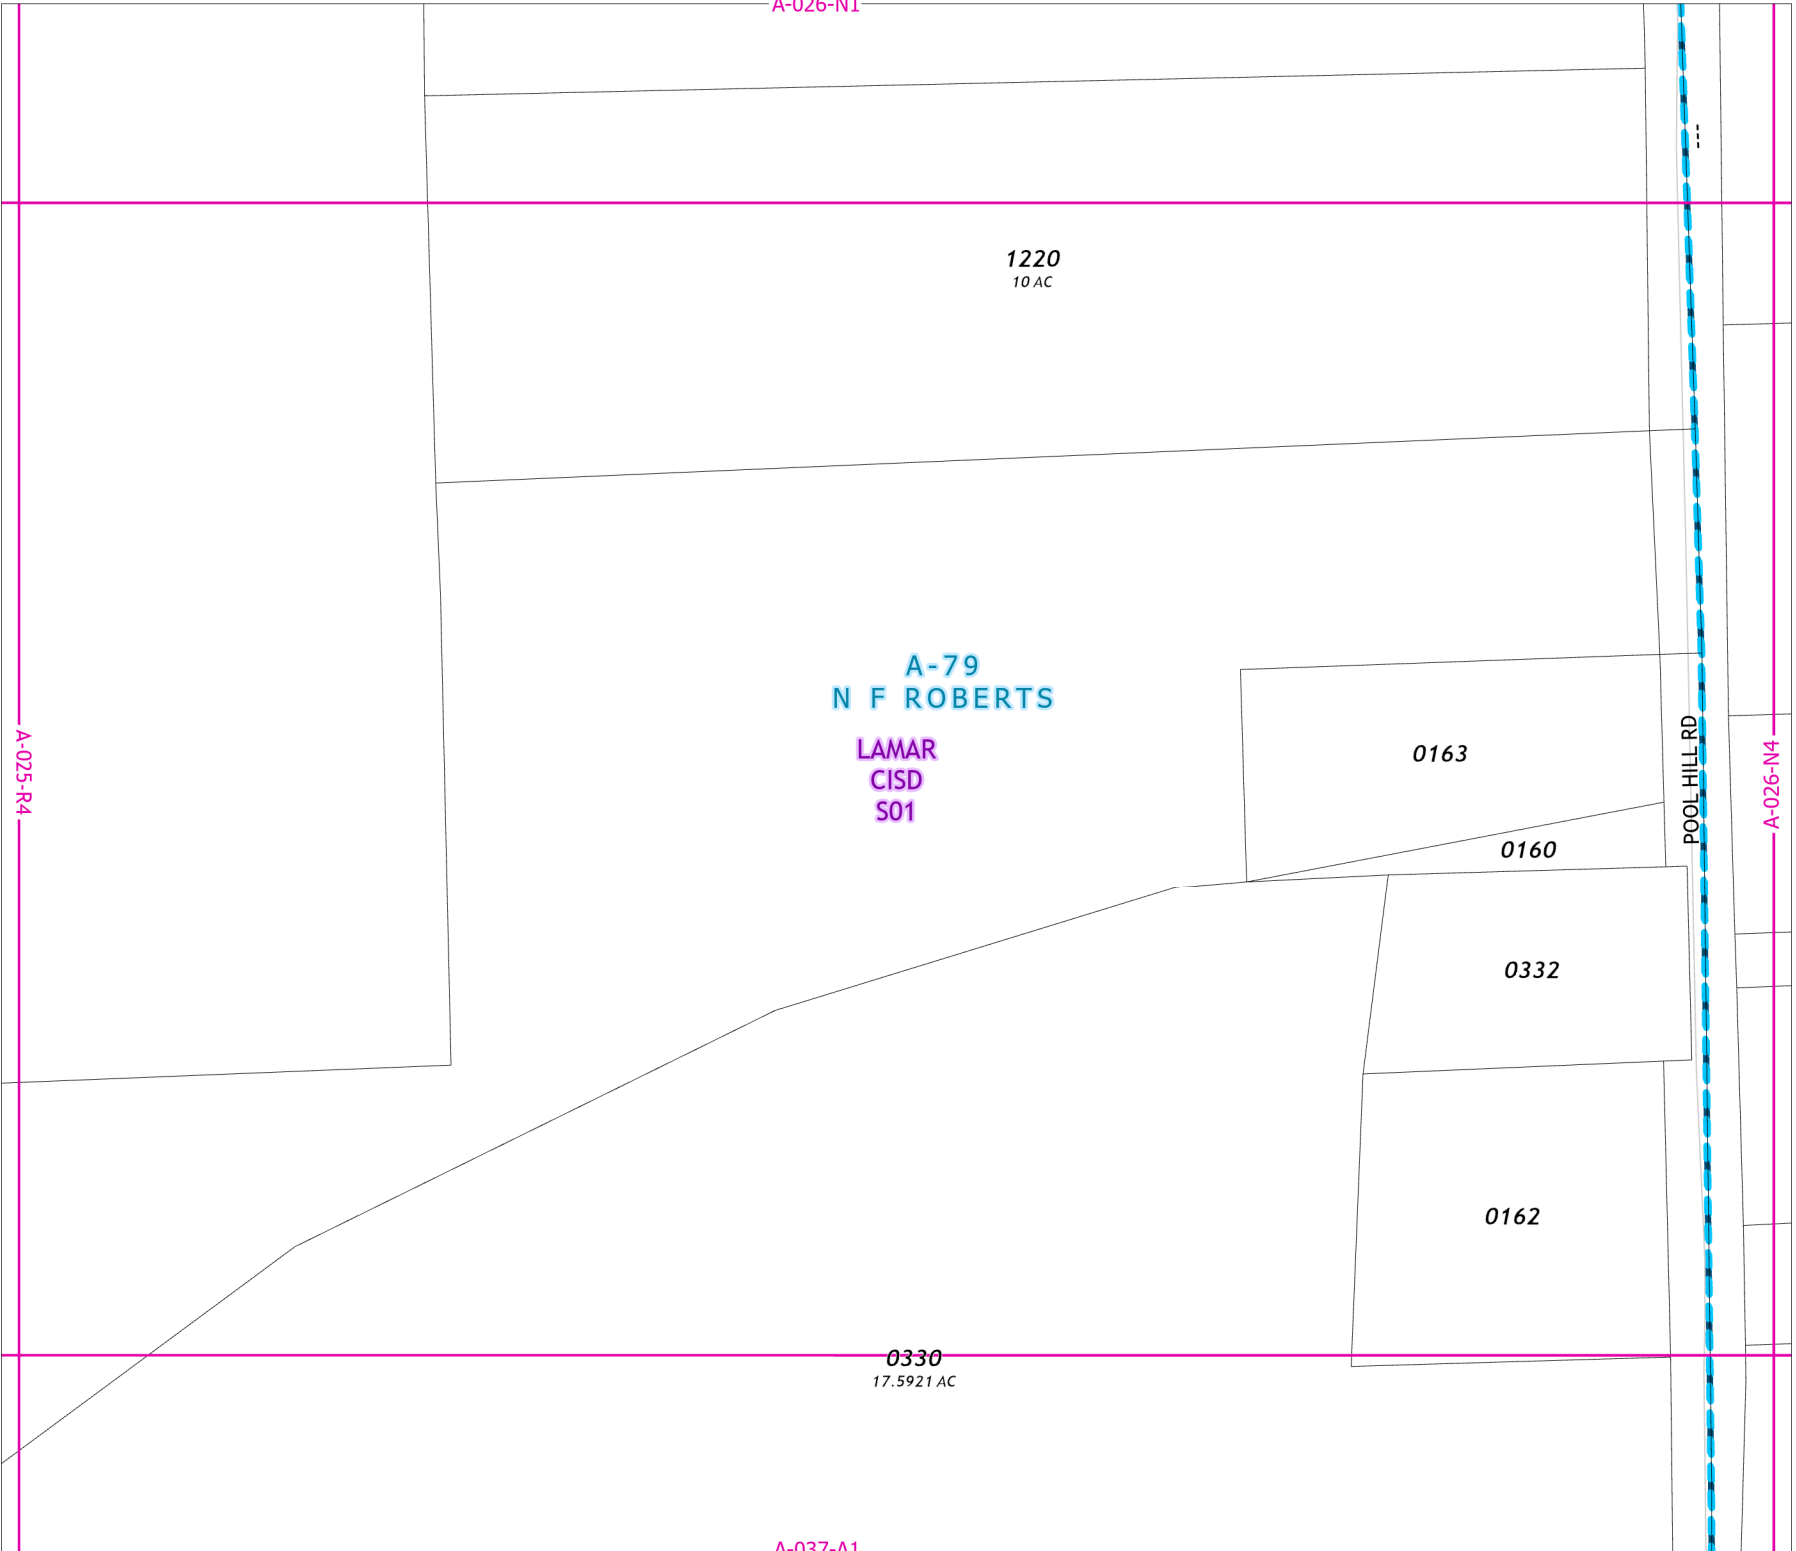 A-026-N1
1220
10 AC
A-79
N F ROBERTS
LAMAR
CISD
S01
A-025-R4
0163
POOL HILL RD
A-026-N4
0160
0332
0162
0330
17.5921 AC
A-037-A1